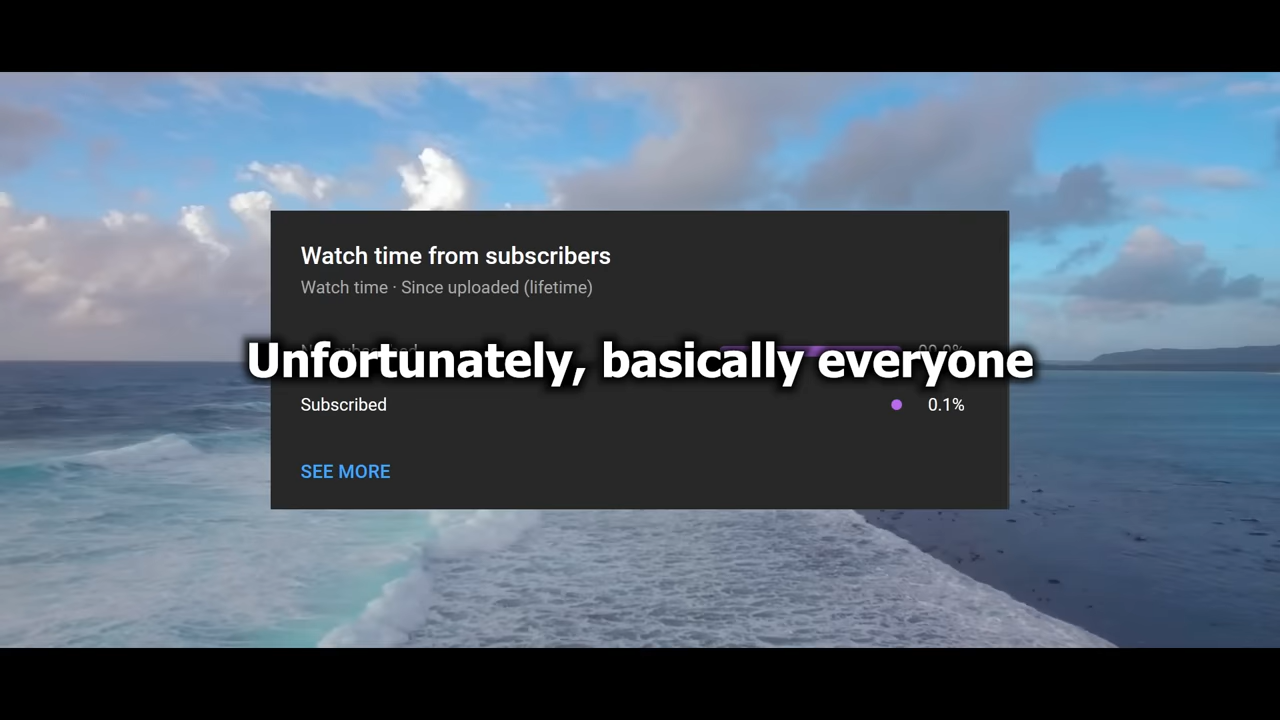 Watch time from subscribers
Watch time · Since uploaded (lifetime)
Unfortunately, basically everyone
Subscribed
0.1%
SEE MORE